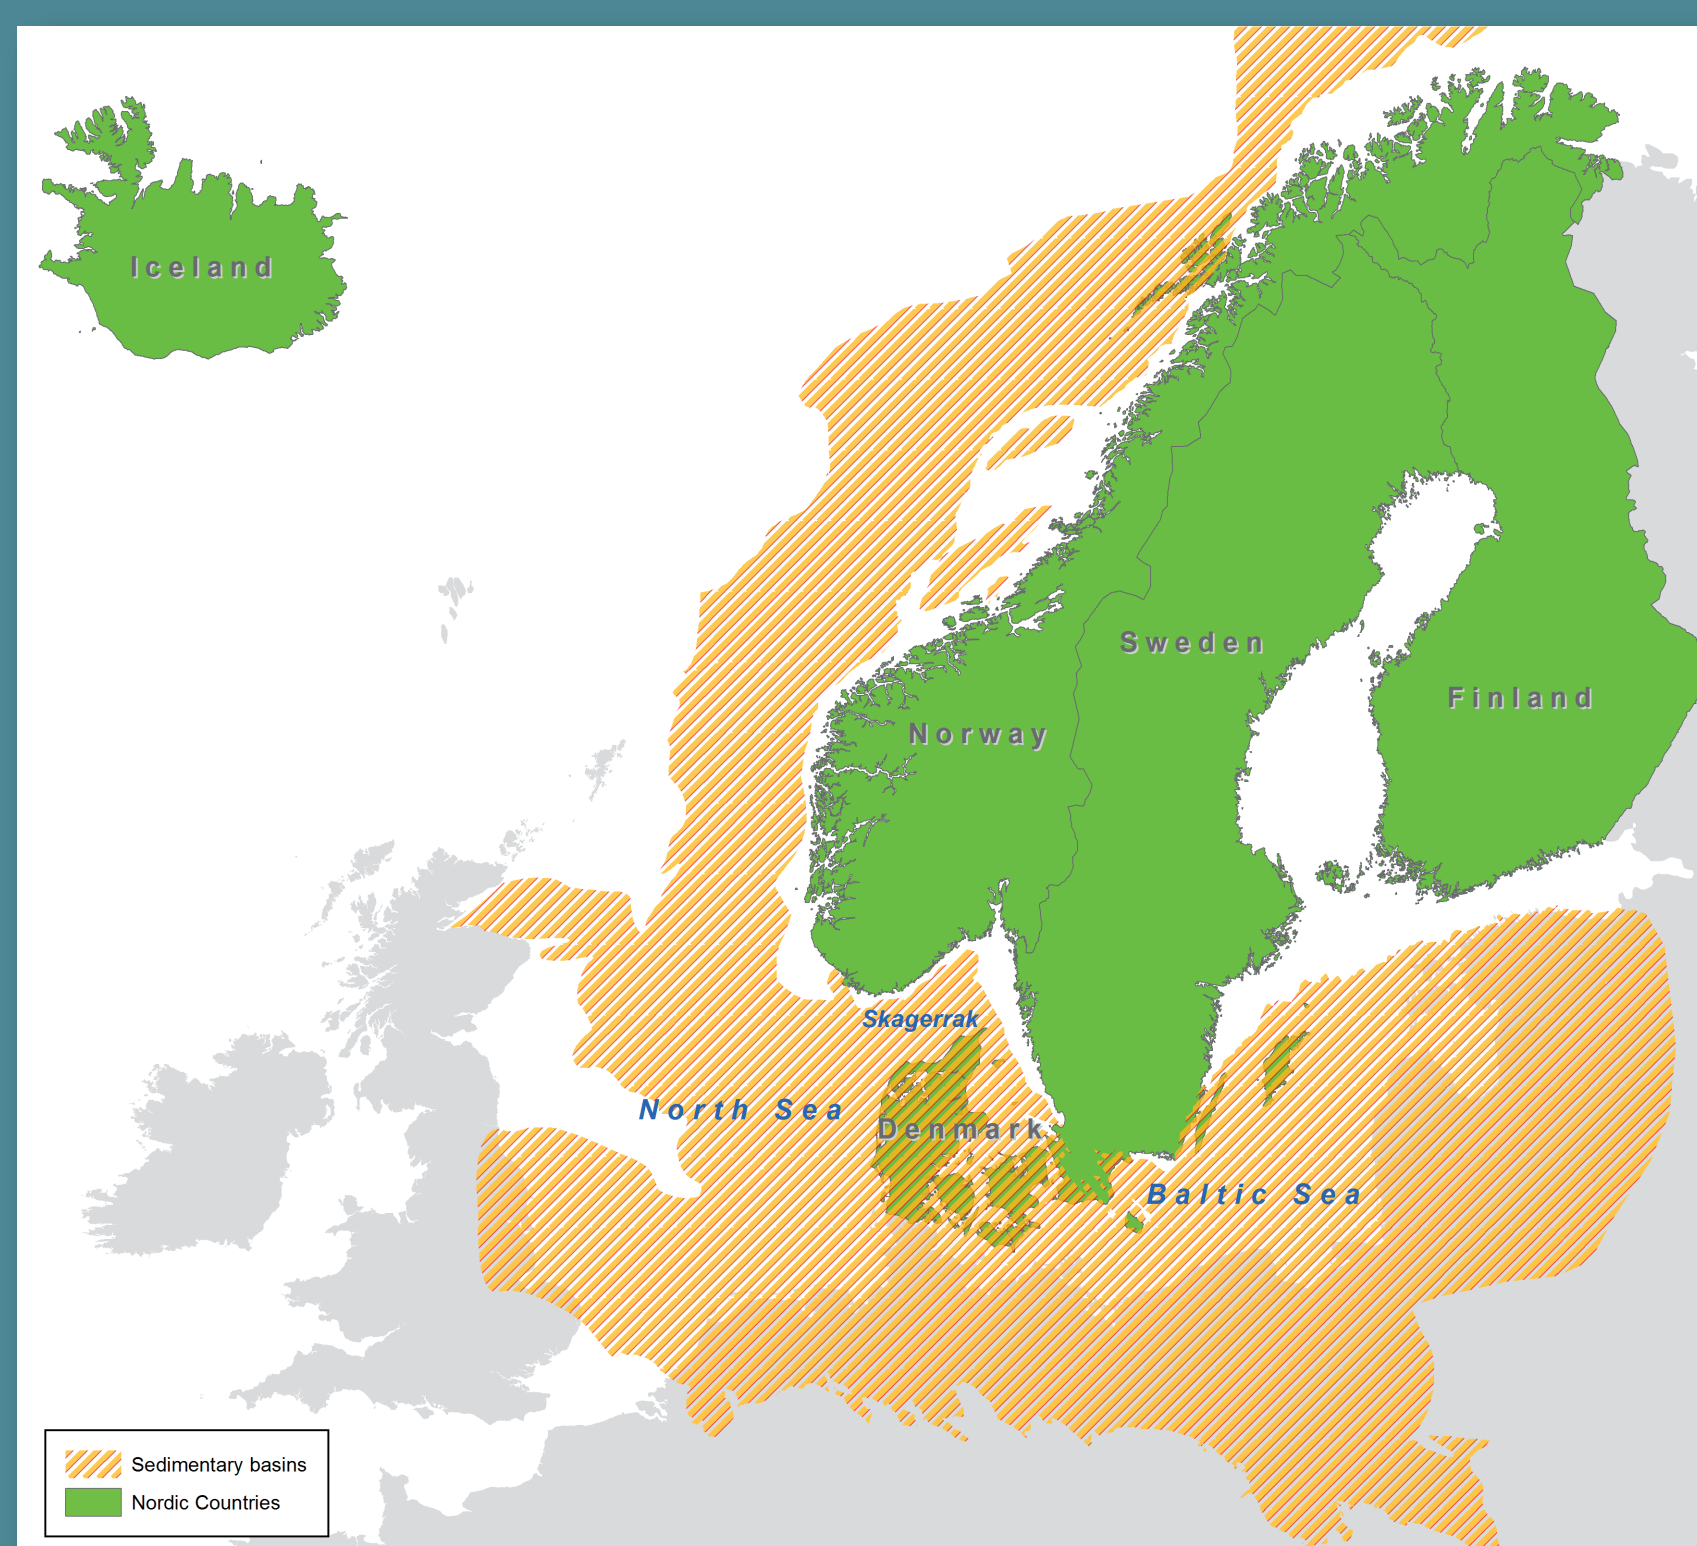 Iceland
Sweden
Finland
Norway
Skagerrak
North Sea
Denmark
Baltic Sea
Sedimentary basins
Nordic Countries